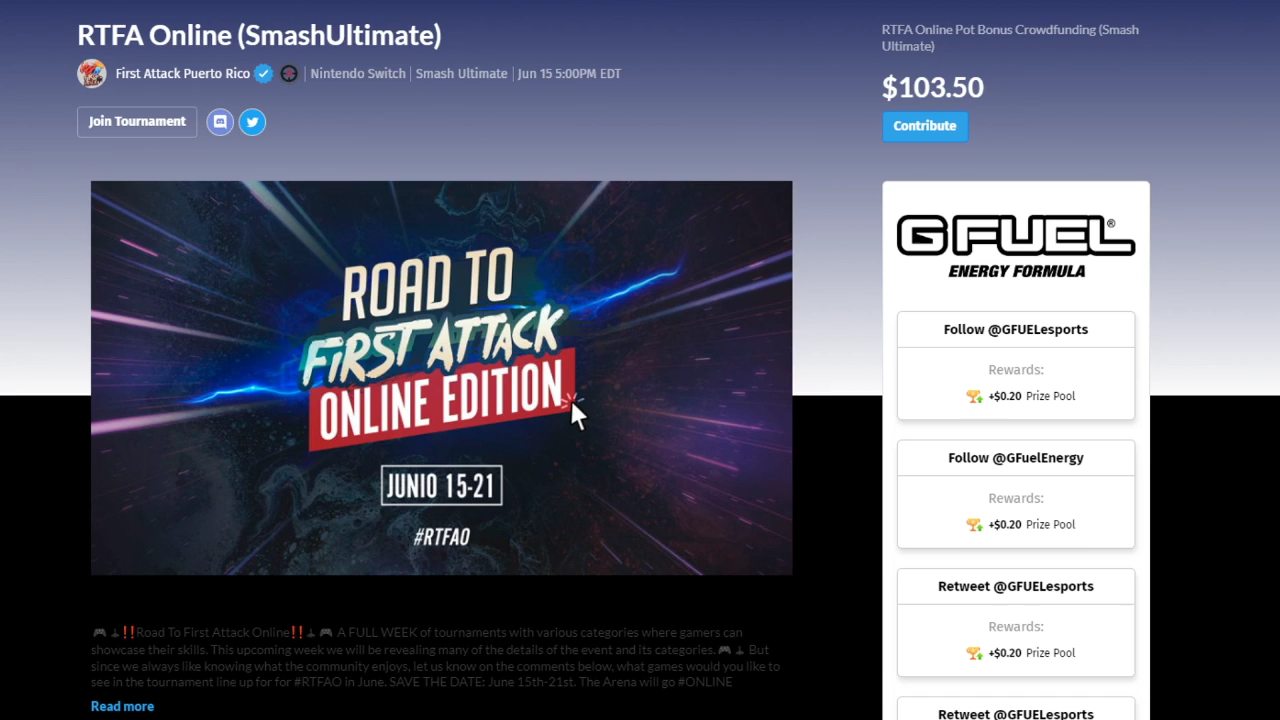 RTFA Online (SmashUltimate)
First Attack Puerto Rico | Nintendo Switch | Smash Ultimate | Jun 15 5:00PM EDT
Join Tournament
RTFA Online Pot Bonus Crowdfunding (Smash
Ultimate)
$103.50
Contribute
ROAD TO
FIRST ATTACK
ONLINE EDITION
JUNIO 15-21
#RTFAO
🎮🕹‼️Road To First Attack Online‼️🕹🎮 A FULL WEEK of tournaments with various categories where gamers can
showcase their skills. This upcoming week we will be revealing many of the details of the event and its categories. 🎮🕹 But
since we always like knowing what the community enjoys, let us know on the comments below, what games would you like to
see in the tournament line up for for #RTFAO in June. SAVE THE DATE: June 15th-21st. The Arena will go #ONLINE
Read more
G FUEL®
ENERGY FORMULA
Follow @GFUELesports
Rewards:
+$0.20 Prize Pool
Follow @GFuelEnergy
Rewards:
+$0.20 Prize Pool
Retweet @GFUELesports
Rewards:
+$0.20 Prize Pool
Retweet @GFUELesports